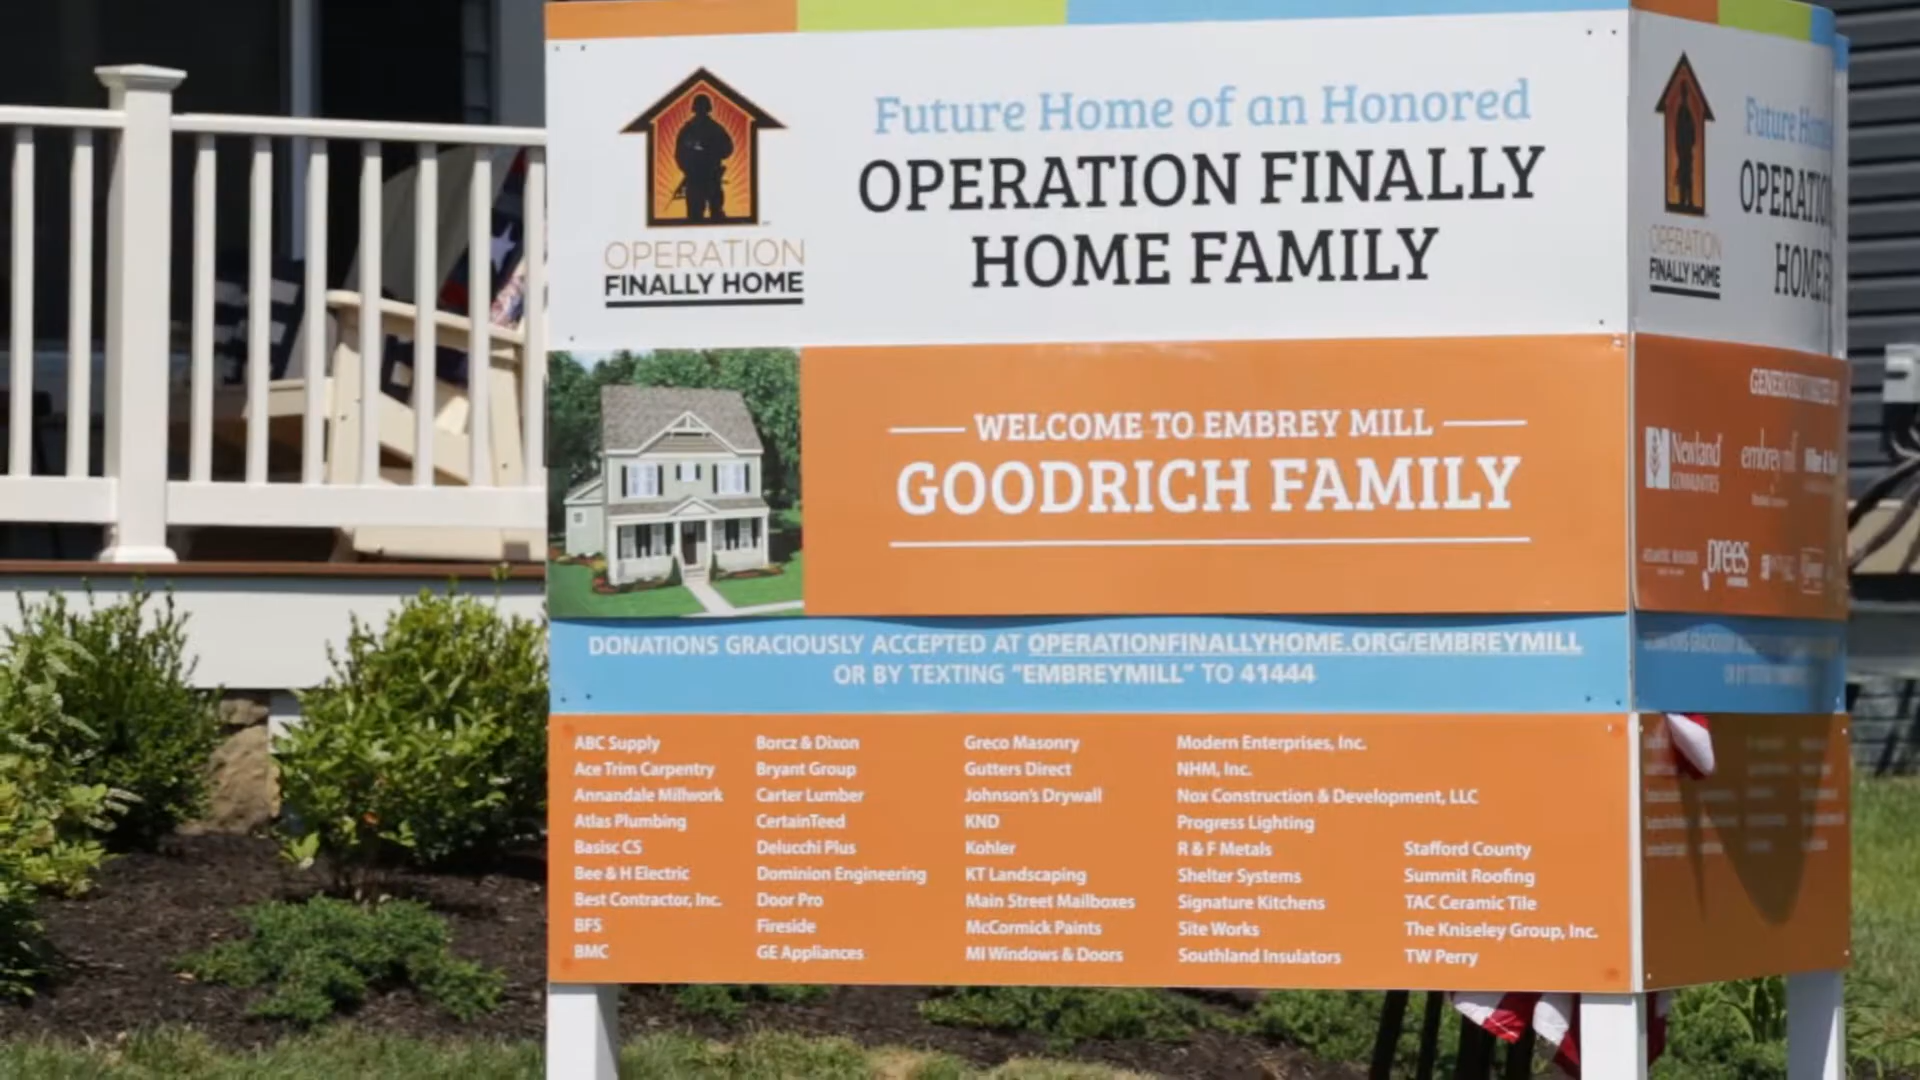 OPERATION
FINALLY HOME
Future Home of an Honored
OPERATION FINALLY
HOME FAMILY
WELCOME TO EMBREY MILL
GOODRICH FAMILY
DONATIONS GRACIOUSLY ACCEPTED AT OPERATIONFINALLYHOME.ORG/EMBREYMILL
OR BY TEXTING "EMBREYMILL" TO 41444
ABC Supply
Ace Trim Carpentry
Annandale Millwork
Atlas Plumbing
Basisc CS
Bee & H Electric
Best Contractor, Inc.
BFS
BMC
Borcz & Dixon
Bryant Group
Carter Lumber
CertainTeed
Delucchi Plus
Dominion Engineering
Door Pro
Fireside
GE Appliances
Greco Masonry
Gutters Direct
Johnson's Drywall
KND
Kohler
KT Landscaping
Main Street Mailboxes
McCormick Paints
MI Windows & Doors
Modern Enterprises, Inc.
NHM, Inc.
Nox Construction & Development, LLC
Progress Lighting
R & F Metals
Shelter Systems
Signature Kitchens
Site Works
Southland Insulators
Stafford County
Summit Roofing
TAC Ceramic Tile
The Kniseley Group, Inc.
TW Perry
OPERATION
FINALLY HOME
Future
Newland
COMMUNITIES
embrey mill
prees